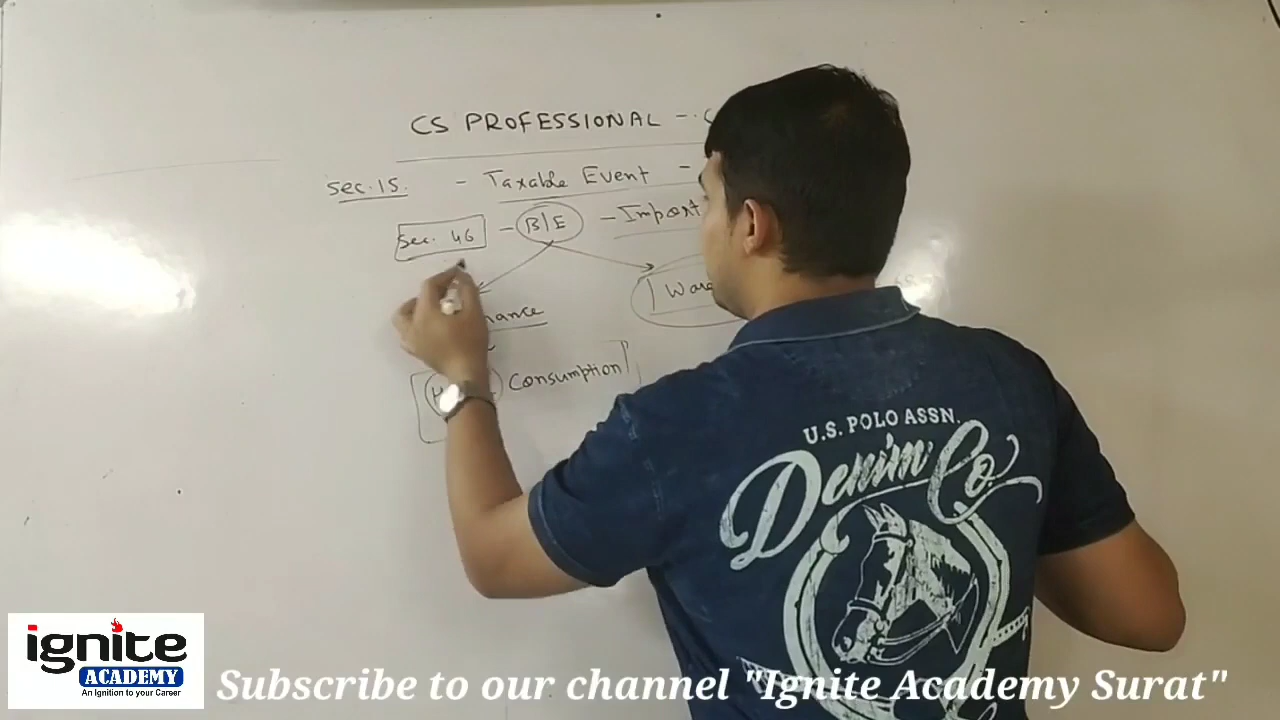 CS PROFESSIONAL -
Sec. 15. - Taxable Event -
Sec. 46 - B/E - Import
Consumption
U.S. POLO ASSN.
Denim Co.
ignite
ACADEMY
An Ignition to your Career
Subscribe to our channel "Ignite Academy Surat"